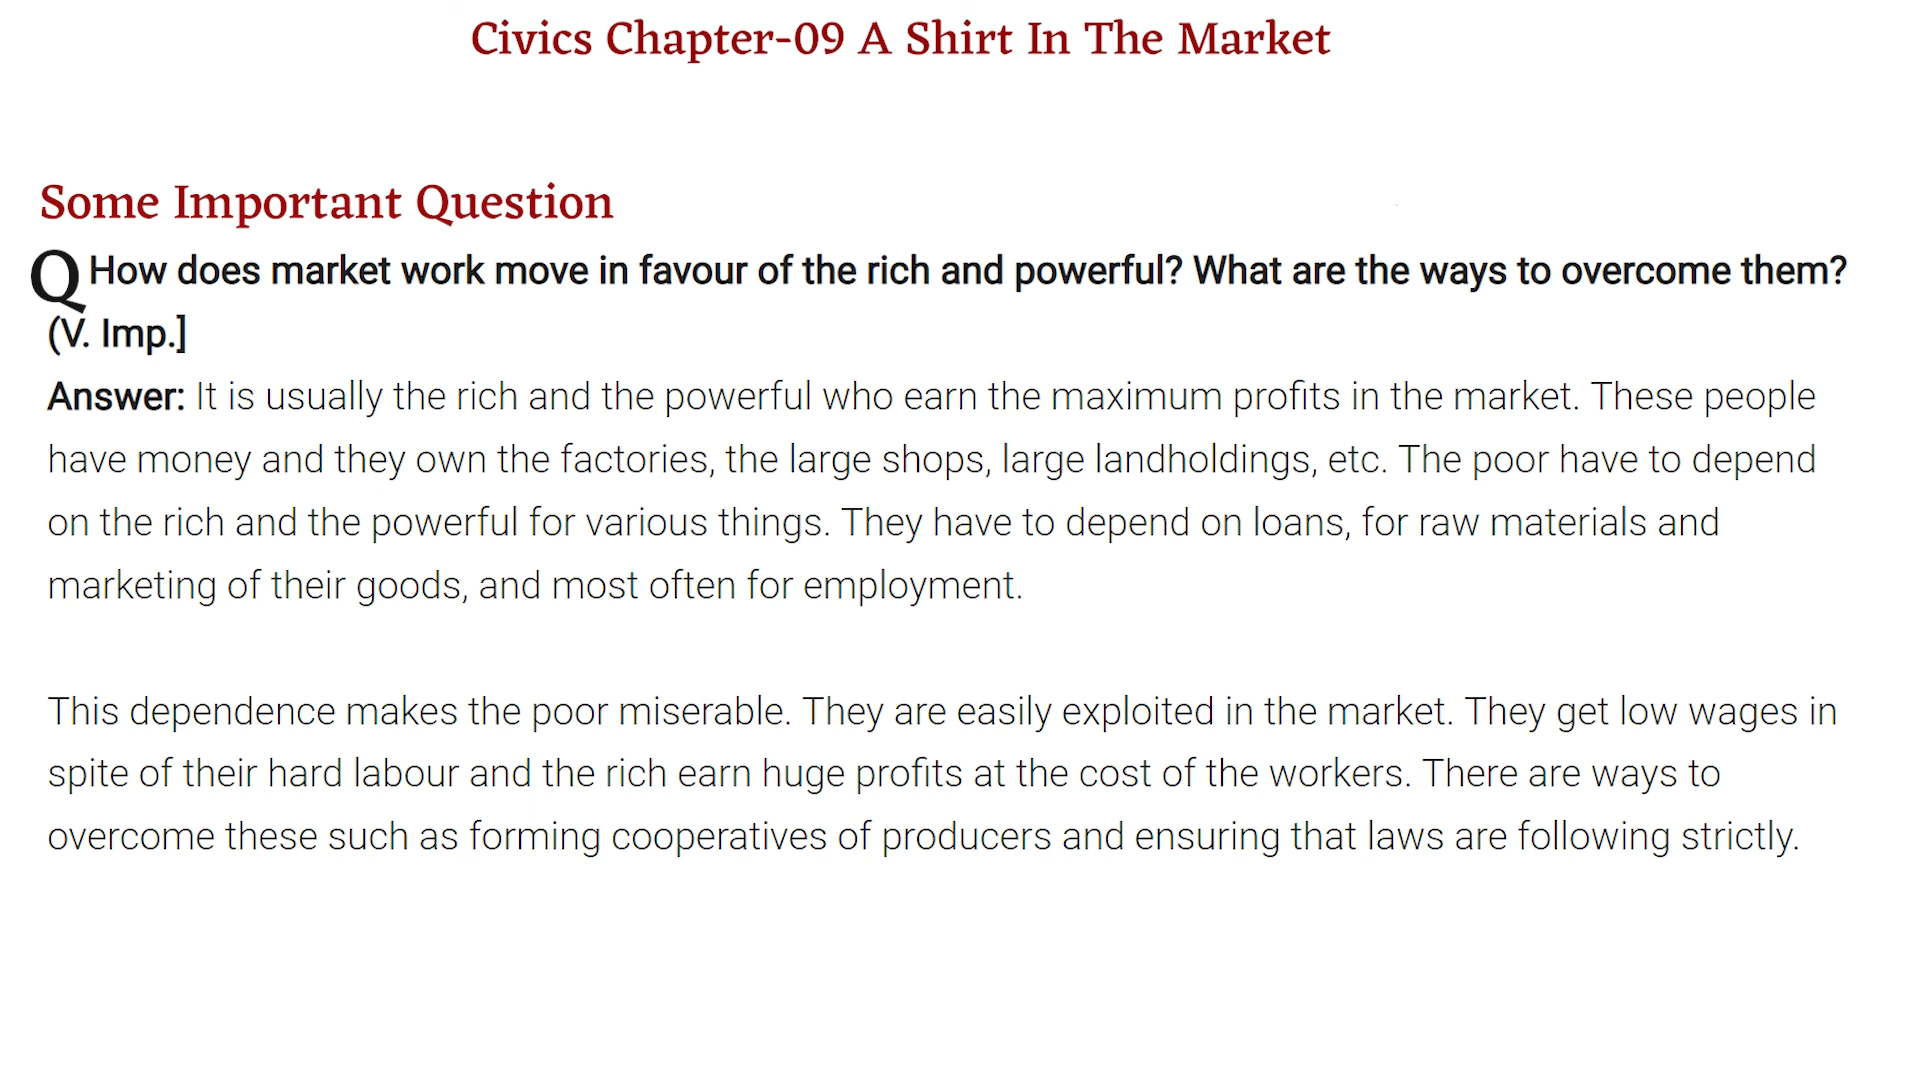 Civics Chapter-09 A Shirt In The Market
Some Important Question
Q How does market work move in favour of the rich and powerful? What are the ways to overcome them?
(V. Imp.]
Answer: It is usually the rich and the powerful who earn the maximum profits in the market. These people
have money and they own the factories, the large shops, large landholdings, etc. The poor have to depend
on the rich and the powerful for various things. They have to depend on loans, for raw materials and
marketing of their goods, and most often for employment.
This dependence makes the poor miserable. They are easily exploited in the market. They get low wages in
spite of their hard labour and the rich earn huge profits at the cost of the workers. There are ways to
overcome these such as forming cooperatives of producers and ensuring that laws are following strictly.